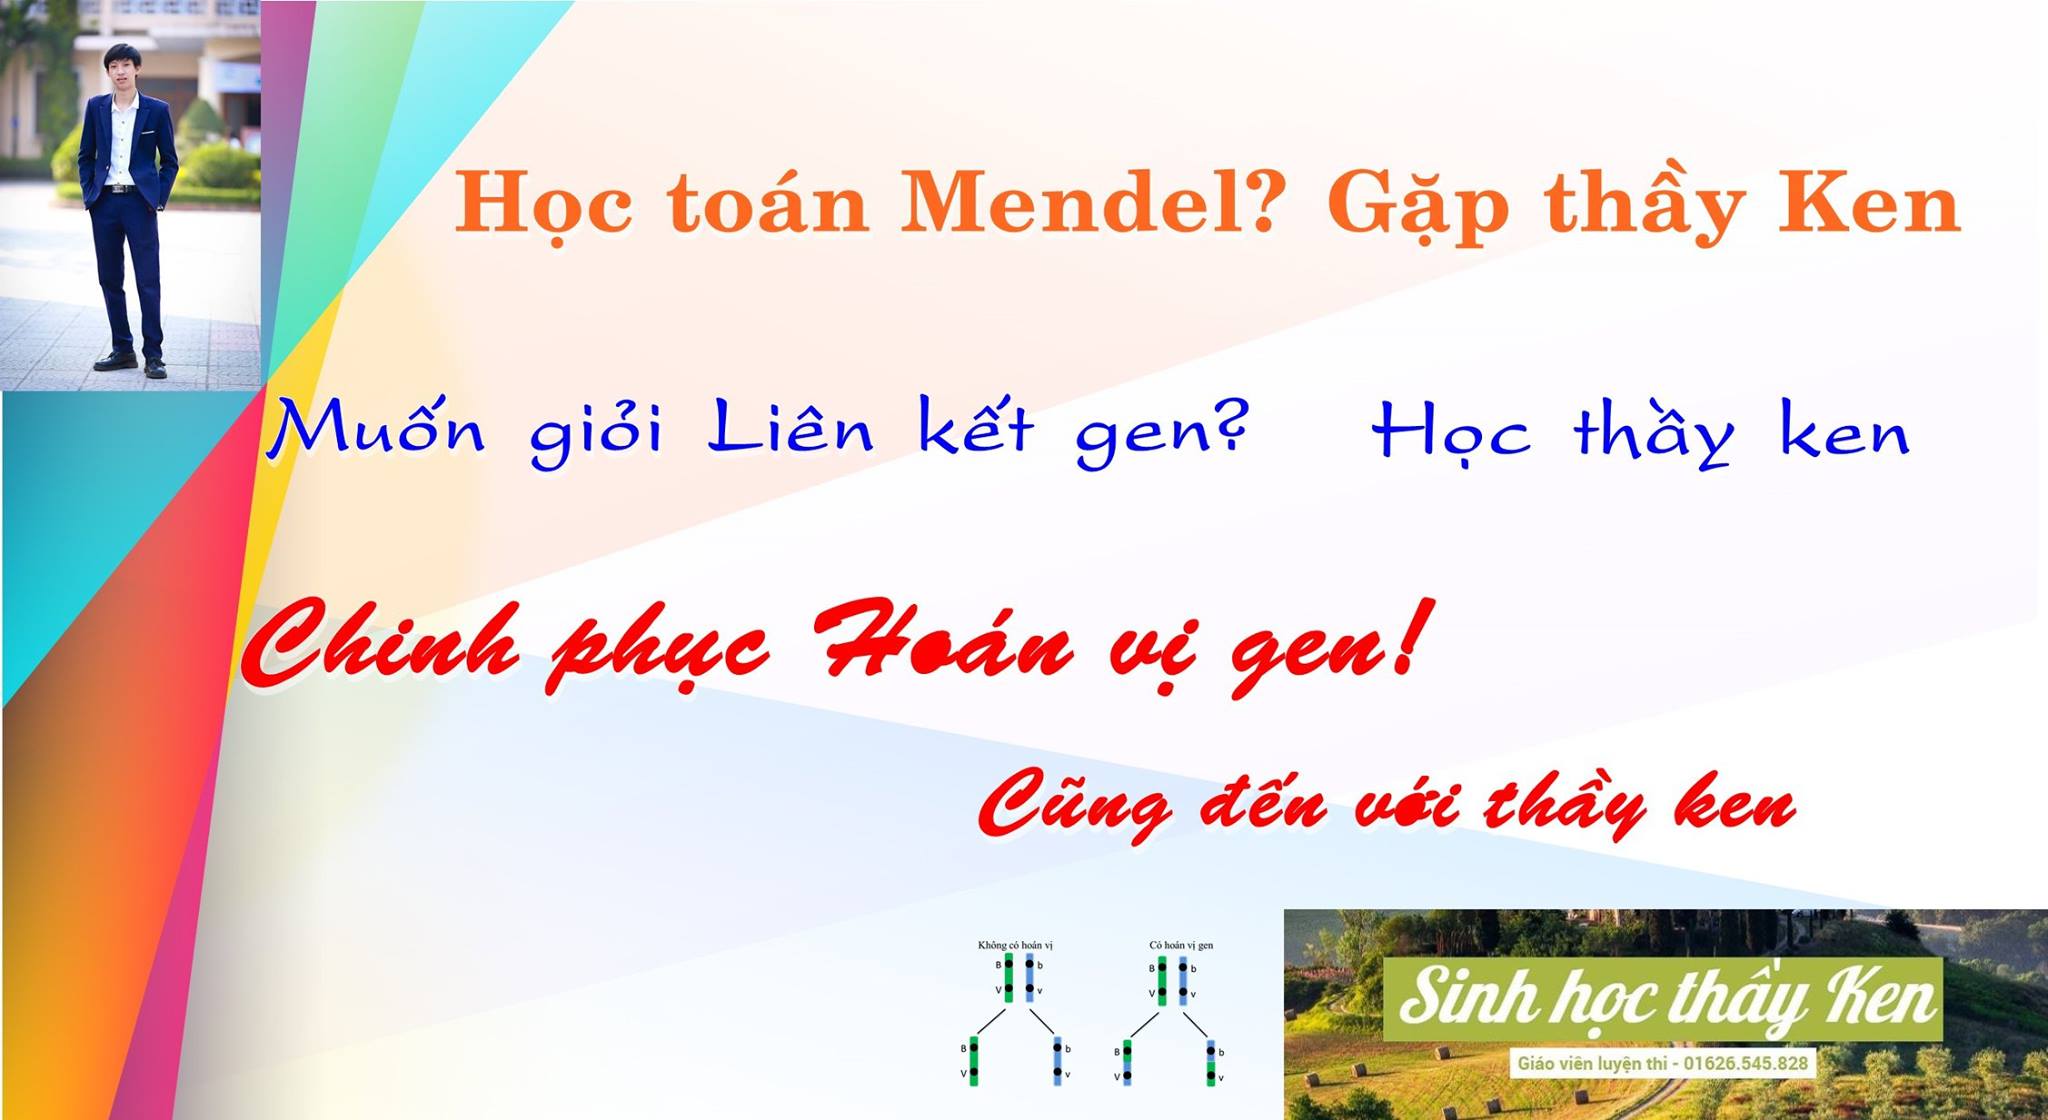 Học toán Mendel? Gặp thầy Ken
Muốn giỏi Liên kết gen? Học thầy ken
Chinh phục Hoán vị gen!
Cũng đến với thầy ken
Không có hoán vị
B b
V v
B b
V v
Có hoán vị gen
B b
V v
B b
V v
Sinh học thầy Ken
Giáo viên luyện thi - 01626.545.828